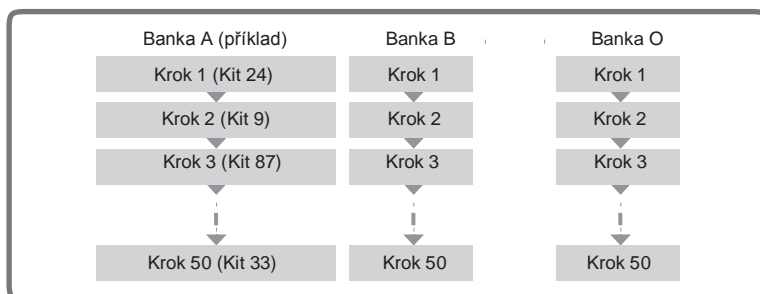 Banka A (příklad) Banka B Banka O
Krok 1 (Kit 24) Krok 1 Krok 1
Krok 2 (Kit 9) Krok 2 Krok 2
Krok 3 (Kit 87) Krok 3 Krok 3
Krok 50 (Kit 33) Krok 50 Krok 50